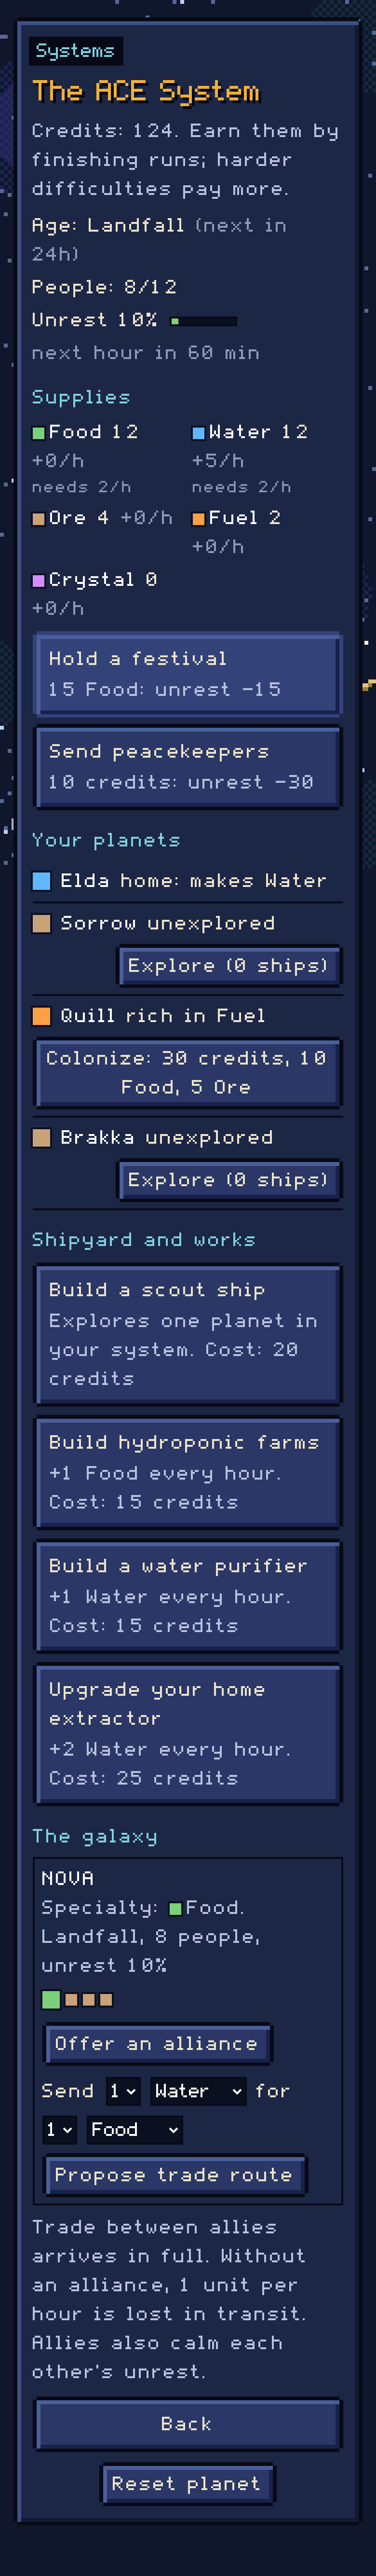 Systems
The ACE System
Credits: 124. Earn them by
finishing runs; harder
difficulties pay more.
Age: Landfall (next in
24h)
People: 8/12
Unrest 10%
next hour in 60 min
Supplies
Food 12
+0/h
needs 2/h
Water 12
+5/h
needs 2/h
Ore 4 +0/h
Fuel 2
+0/h
Crystal 0
+0/h
Hold a festival
15 Food: unrest -15
Send peacekeepers
10 credits: unrest -30
Your planets
Elda home: makes Water
Sorrow unexplored
Explore (0 ships)
Quill rich in Fuel
Colonize: 30 credits, 10
Food, 5 Ore
Brakka unexplored
Explore (0 ships)
Shipyard and works
Build a scout ship
Explores one planet in
your system. Cost: 20
credits
Build hydroponic farms
+1 Food every hour.
Cost: 15 credits
Build a water purifier
+1 Water every hour.
Cost: 15 credits
Upgrade your home
extractor
+2 Water every hour.
Cost: 25 credits
The galaxy
NOVA
Specialty: Food.
Landfall, 8 people,
unrest 10%
Offer an alliance
Send 1 Water for
1 Food
Propose trade route
Trade between allies
arrives in full. Without
an alliance, 1 unit per
hour is lost in transit.
Allies also calm each
other's unrest.
Back
Reset planet